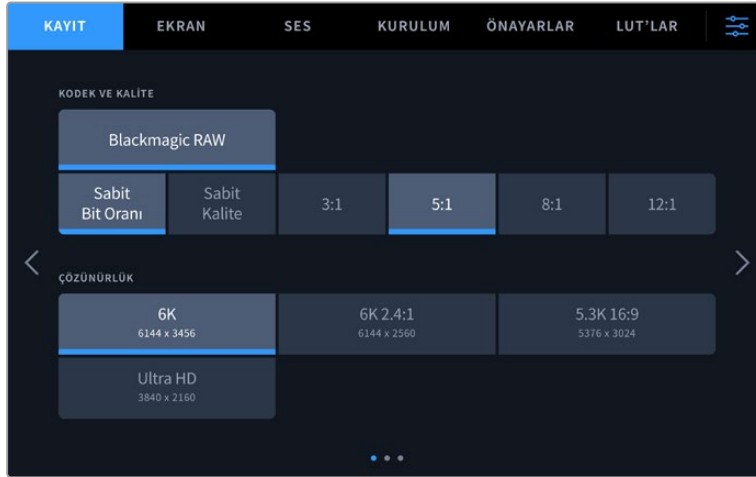 KAYIT EKRAN SES KURULUM ÖNAYARLAR LUT’LAR
KODEK VE KALİTE
Blackmagic RAW
Sabit Bit Oranı
Sabit Kalite
3:1
5:1
8:1
12:1
ÇÖZÜNÜRLÜK
6K
6144 x 3456
6K 2.4:1
6144 x 2560
5.3K 16:9
5376 x 3024
Ultra HD
3840 x 2160